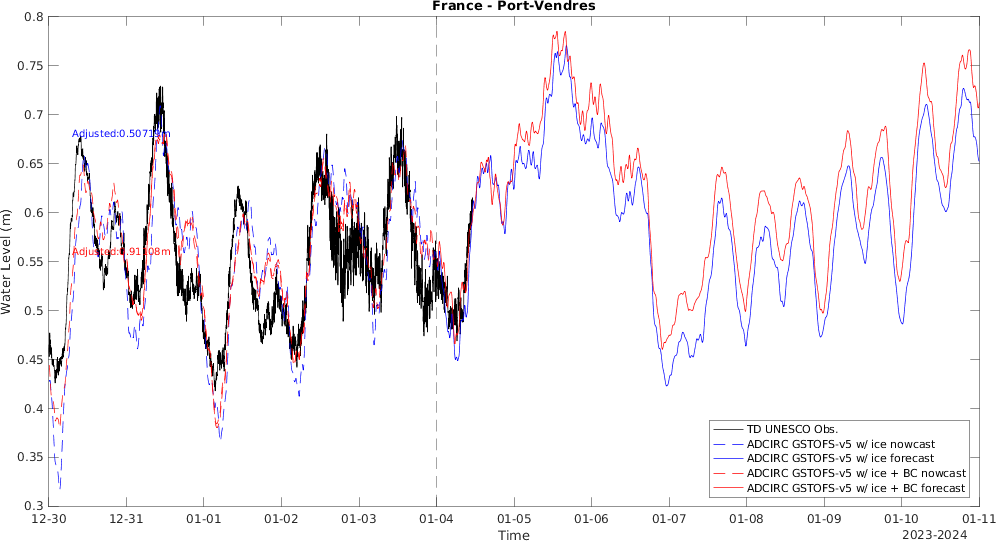 France - Port-Vendres
0.8
0.75
0.7
0.65
0.6
0.55
0.5
0.45
0.4
0.35
0.3
Water Level (m)
Adjusted:0.50719m
TD UNESCO Obs.
ADCIRC GSTOFS-v5 w/ ice nowcast
ADCIRC GSTOFS-v5 w/ ice forecast
ADCIRC GSTOFS-v5 w/ ice + BC nowcast
ADCIRC GSTOFS-v5 w/ ice + BC forecast
12-30 12-31 01-01 01-02 01-03 01-04 01-05 01-06 01-07 01-08 01-09 01-10 01-11
Time
2023-2024